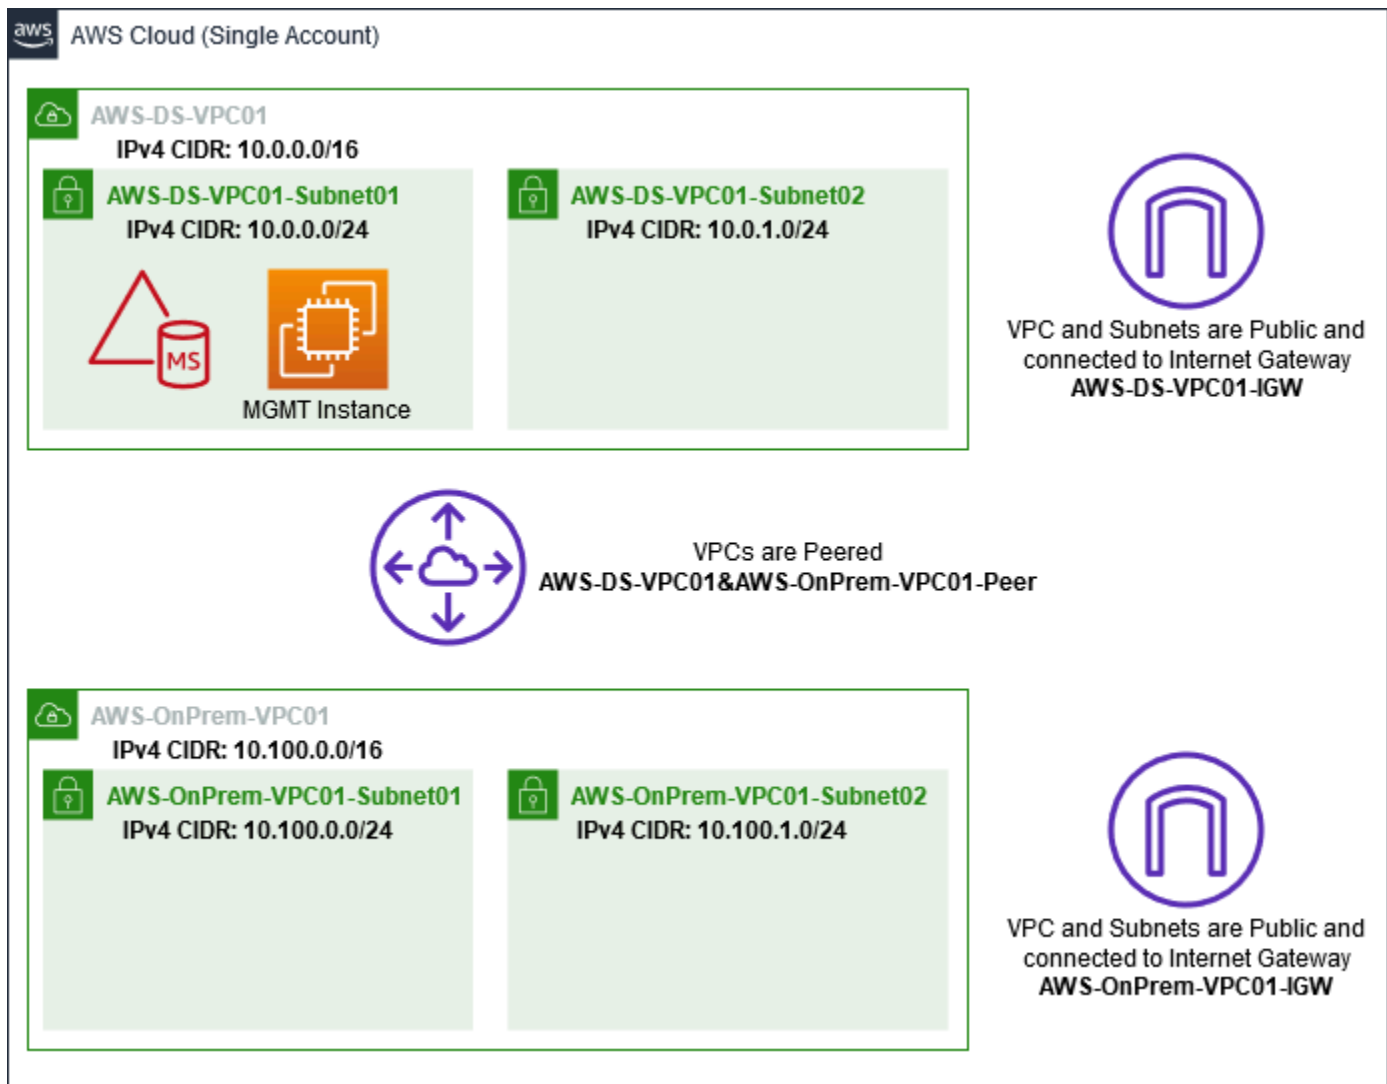 aws
AWS Cloud (Single Account)
AWS-DS-VPC01
IPv4 CIDR: 10.0.0.0/16
AWS-DS-VPC01-Subnet01
IPv4 CIDR: 10.0.0.0/24
MS
MGMT Instance
AWS-DS-VPC01-Subnet02
IPv4 CIDR: 10.0.1.0/24
VPC and Subnets are Public and
connected to Internet Gateway
AWS-DS-VPC01-IGW
VPCs are Peered
AWS-DS-VPC01&AWS-OnPrem-VPC01-Peer
AWS-OnPrem-VPC01
IPv4 CIDR: 10.100.0.0/16
AWS-OnPrem-VPC01-Subnet01
IPv4 CIDR: 10.100.0.0/24
AWS-OnPrem-VPC01-Subnet02
IPv4 CIDR: 10.100.1.0/24
VPC and Subnets are Public and
connected to Internet Gateway
AWS-OnPrem-VPC01-IGW